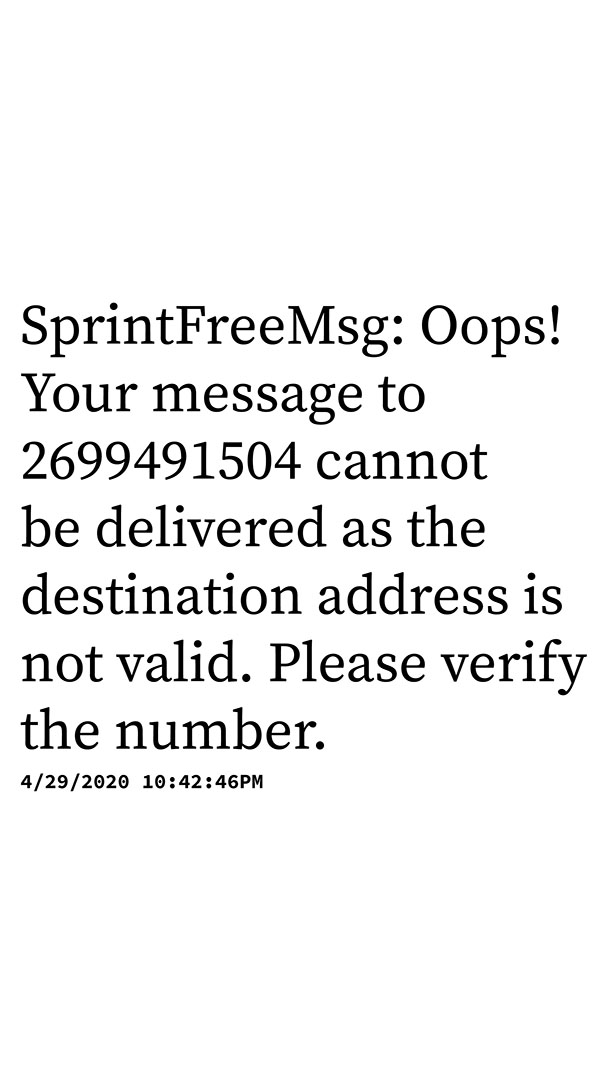 SprintFreeMsg: Oops!
Your message to
2699491504 cannot
be delivered as the
destination address is
not valid. Please verify
the number.
4/29/2020 10:42:46PM